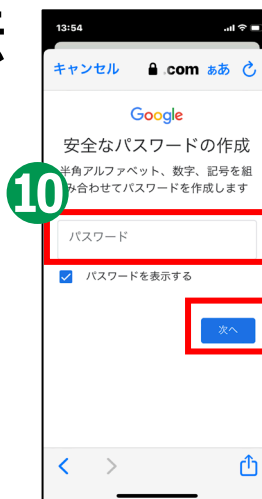 13:54
キャンセル .com ぁあ
Google
安全なパスワードの作成
半角アルファベット、数字、記号を組
み合わせてパスワードを作成します
10
パスワード
パスワードを表示する
次へ